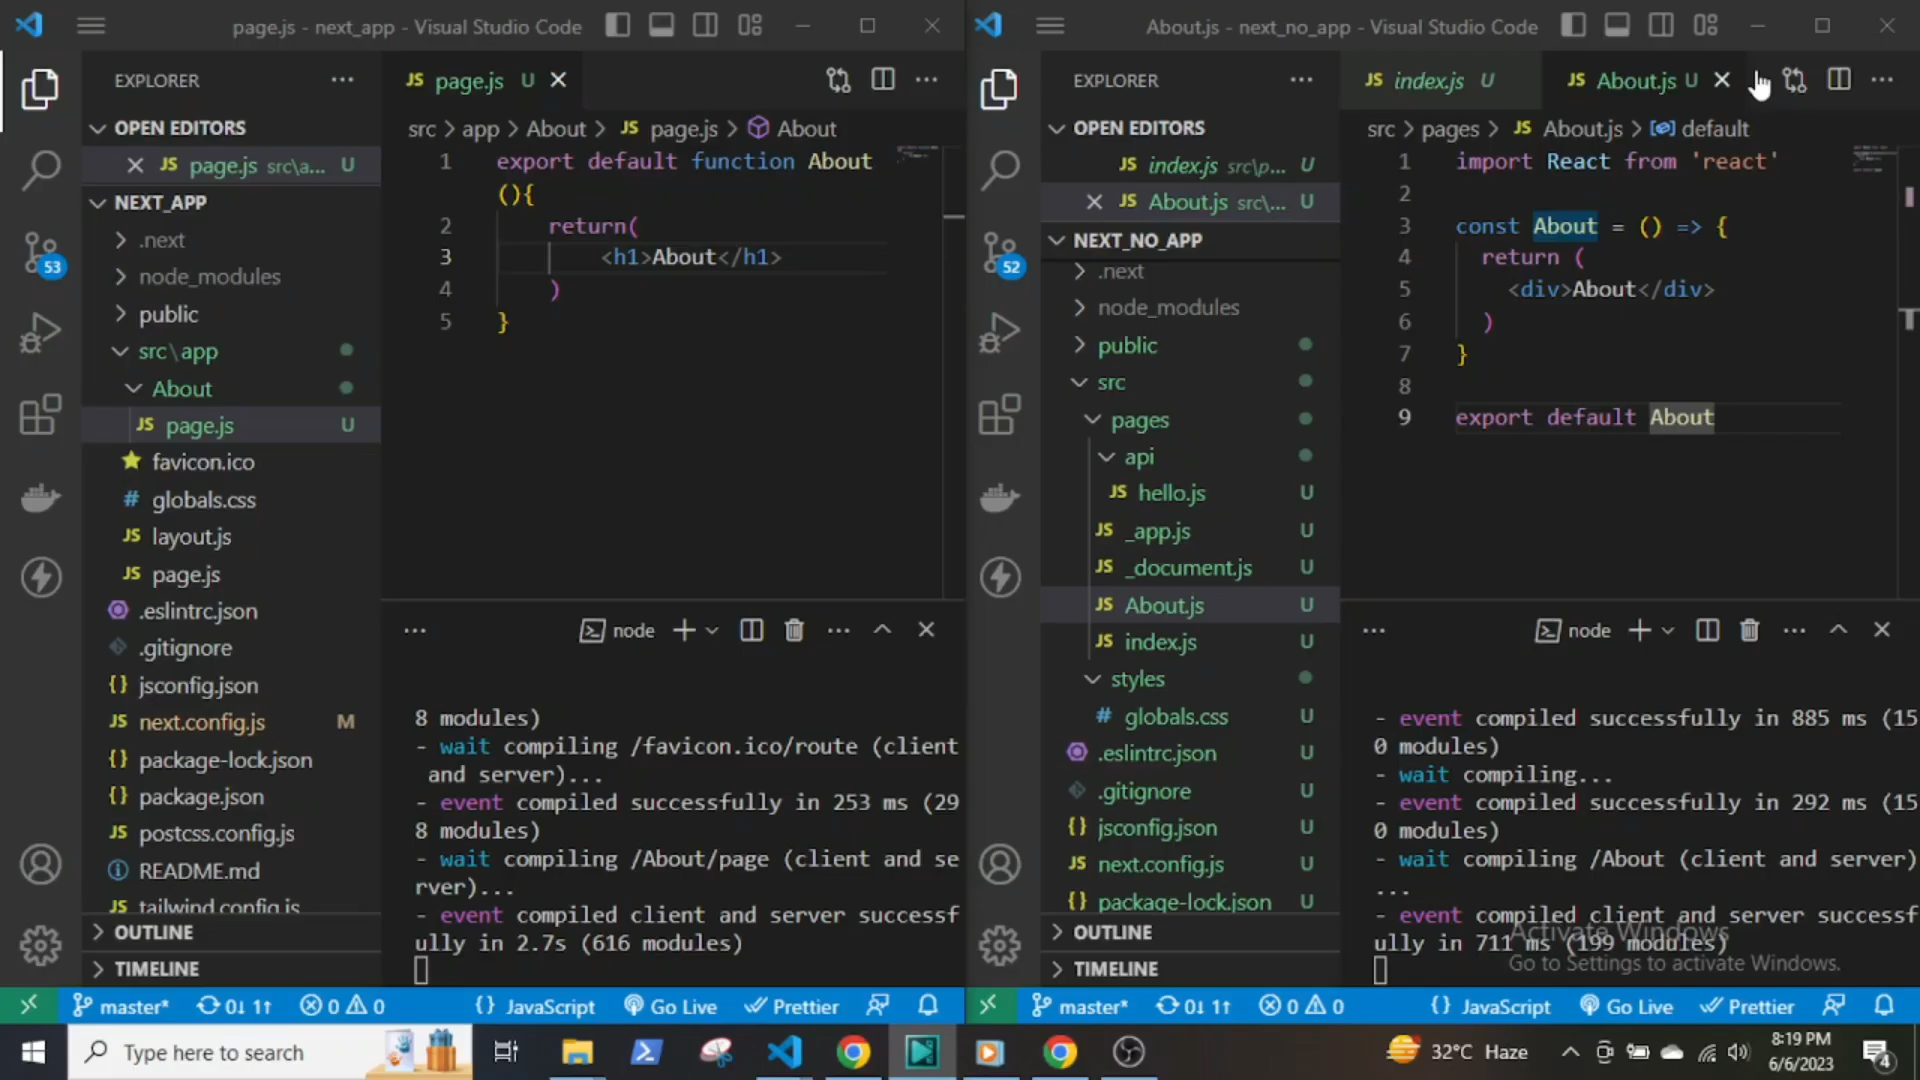 page.js - next_app - Visual Studio Code
EXPLORER
JS page.js U
OPEN EDITORS
JS page.js src\a... U
NEXT_APP
.next
node_modules
public
src\app
About
JS page.js U
favicon.ico
# globals.css
JS layout.js
JS page.js
.eslintrc.json
.gitignore
{} jsconfig.json
JS next.config.js M
{} package-lock.json
{} package.json
JS postcss.config.js
README.md
JS tailwind.config.js
OUTLINE
TIMELINE
53
src > app > About > JS page.js > About
1 export default function About
(){
2 return(
3 <h1>About</h1>
4 )
5 }
node
8 modules)
- wait compiling /favicon.ico/route (client
and server)...
- event compiled successfully in 253 ms (29
8 modules)
- wait compiling /About/page (client and se
rver)...
- event compiled client and server successf
ully in 2.7s (616 modules)
master* 0↓ 1↑ 0 0 {} JavaScript Go Live Prettier
About.js - next_no_app - Visual Studio Code
EXPLORER
JS index.js U
JS About.js U
OPEN EDITORS
JS index.js src\p... U
JS About.js src\... U
NEXT_NO_APP
.next
node_modules
public
src
pages
api
JS hello.js U
JS _app.js U
JS _document.js U
JS About.js U
JS index.js U
styles
# globals.css U
.eslintrc.json U
.gitignore U
{} jsconfig.json U
JS next.config.js U
{} package-lock.json U
OUTLINE
TIMELINE
52
src > pages > JS About.js > default
1 import React from 'react'
2
3 const About = () => {
4 return (
5 <div>About</div>
6 )
7 }
8
9 export default About
node
- event compiled successfully in 885 ms (15
0 modules)
- wait compiling...
- event compiled successfully in 292 ms (15
0 modules)
- wait compiling /About (client and server)
...
- event compiled client and server successf
ully in 711 ms (199 modules)
Activate Windows
Go to Settings to activate Windows.
master* 0↓ 1↑ 0 0 {} JavaScript Go Live Prettier
Type here to search
32°C Haze
8:19 PM
6/6/2023
4